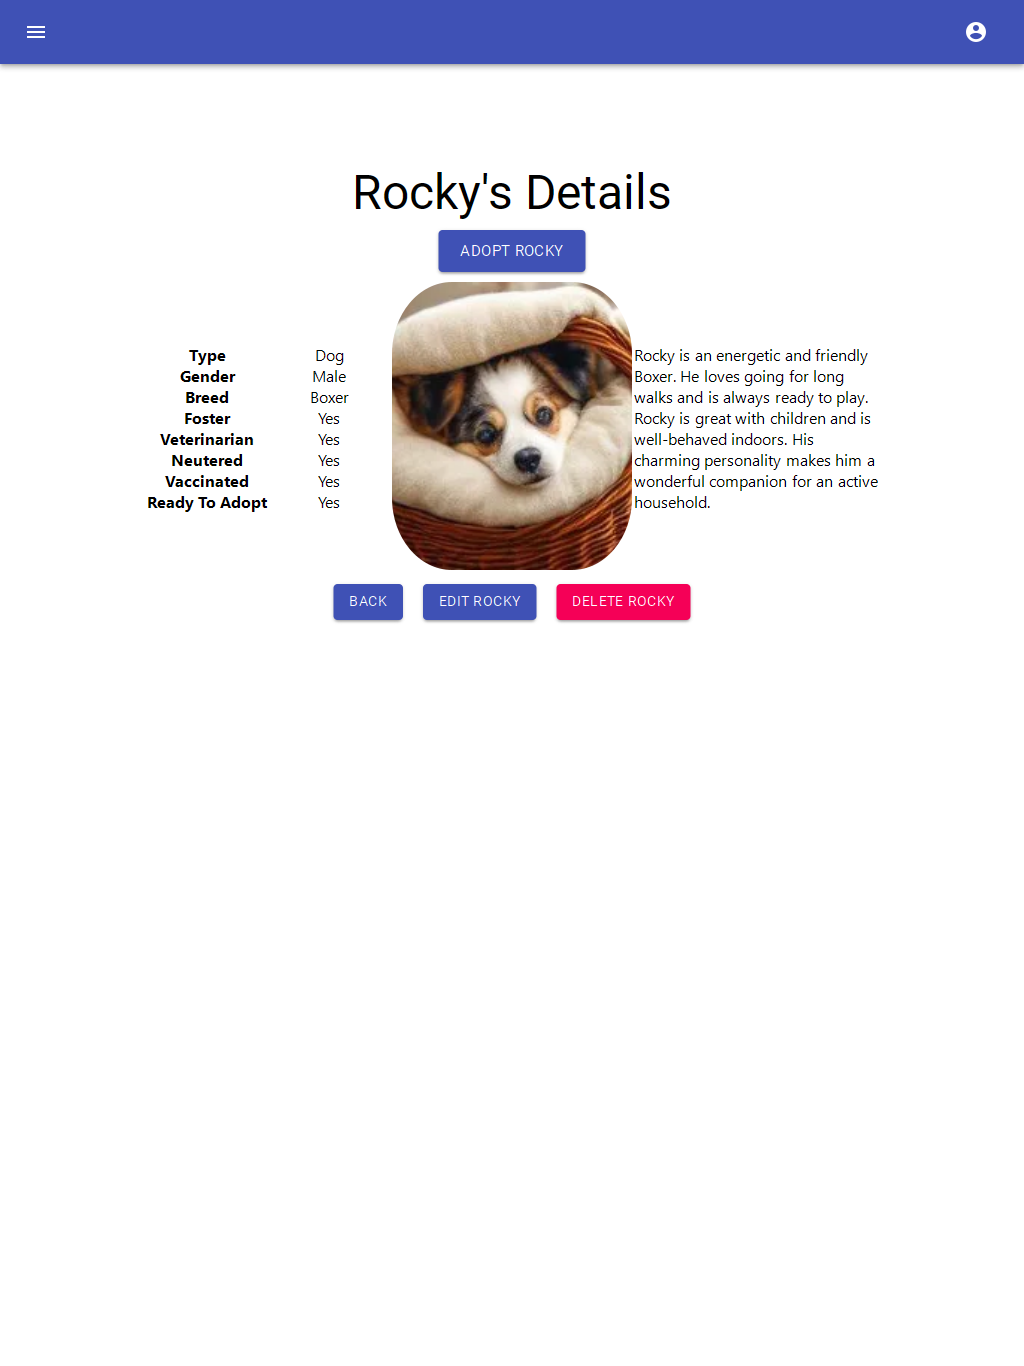 Rocky's Details
ADOPT ROCKY
Type Dog
Gender Male
Breed Boxer
Foster Yes
Veterinarian Yes
Neutered Yes
Vaccinated Yes
Ready To Adopt Yes
Rocky is an energetic and friendly
Boxer. He loves going for long
walks and is always ready to play.
Rocky is great with children and is
well-behaved indoors. His
charming personality makes him a
wonderful companion for an active
household.
BACK EDIT ROCKY DELETE ROCKY